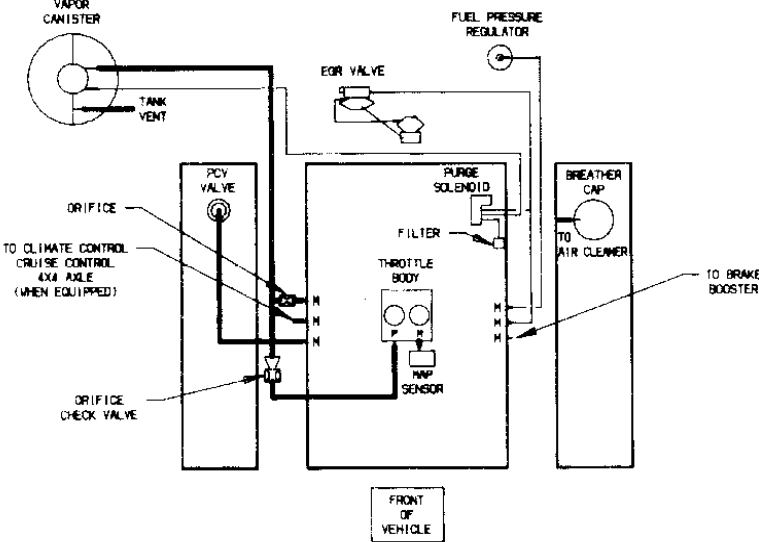 VAPOR
CANISTER
FUEL PRESSURE
REGULATOR
EGR VALVE
TANK
VENT
PCV
VALVE
PURGE
SOLENOID
BREATHER
CAP
ORIFICE
FILTER
TO
AIR CLEANER
TO CLIMATE CONTROL
CRUISE CONTROL
4X4 AXLE
(WHEN EQUIPPED)
THROTTLE
BODY
TO BRAKE
BOOSTER
M
M
M
M
M
M
P M
MAP
SENSOR
ORIFICE
CHECK VALVE
FRONT
OF
VEHICLE